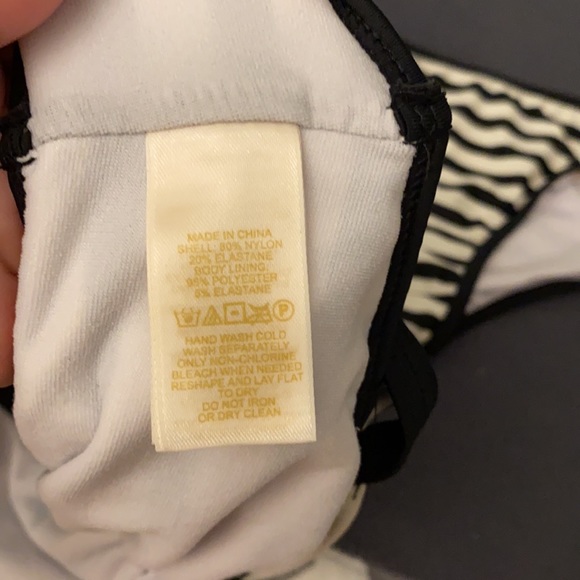 MADE IN CHINA
SHELL: 80% NYLON
20% ELASTANE
BODY LINING:
95% POLYESTER
5% ELASTANE
HAND WASH COLD
WASH SEPARATELY
ONLY NON-CHLORINE
BLEACH WHEN NEEDED
RESHAPE AND LAY FLAT
TO DRY
DO NOT IRON
OR DRY CLEAN